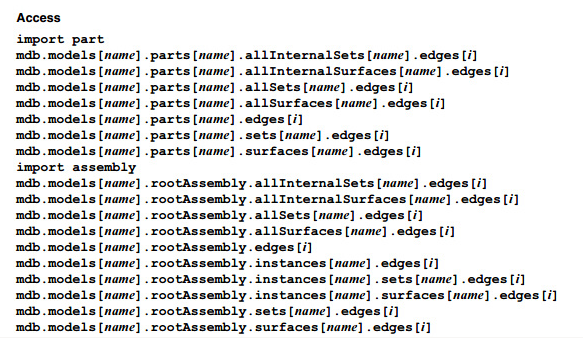 Access
import part
mdb.models[name].parts[name].allInternalSets[name].edges[i]
mdb.models[name].parts[name].allInternalSurfaces[name].edges[i]
mdb.models[name].parts[name].allSets[name].edges[i]
mdb.models[name].parts[name].allSurfaces[name].edges[i]
mdb.models[name].parts[name].edges[i]
mdb.models[name].parts[name].sets[name].edges[i]
mdb.models[name].parts[name].surfaces[name].edges[i]
import assembly
mdb.models[name].rootAssembly.allInternalSets[name].edges[i]
mdb.models[name].rootAssembly.allInternalSurfaces[name].edges[i]
mdb.models[name].rootAssembly.allSets[name].edges[i]
mdb.models[name].rootAssembly.allSurfaces[name].edges[i]
mdb.models[name].rootAssembly.edges[i]
mdb.models[name].rootAssembly.instances[name].edges[i]
mdb.models[name].rootAssembly.instances[name].sets[name].edges[i]
mdb.models[name].rootAssembly.instances[name].surfaces[name].edges[i]
mdb.models[name].rootAssembly.sets[name].edges[i]
mdb.models[name].rootAssembly.surfaces[name].edges[i]